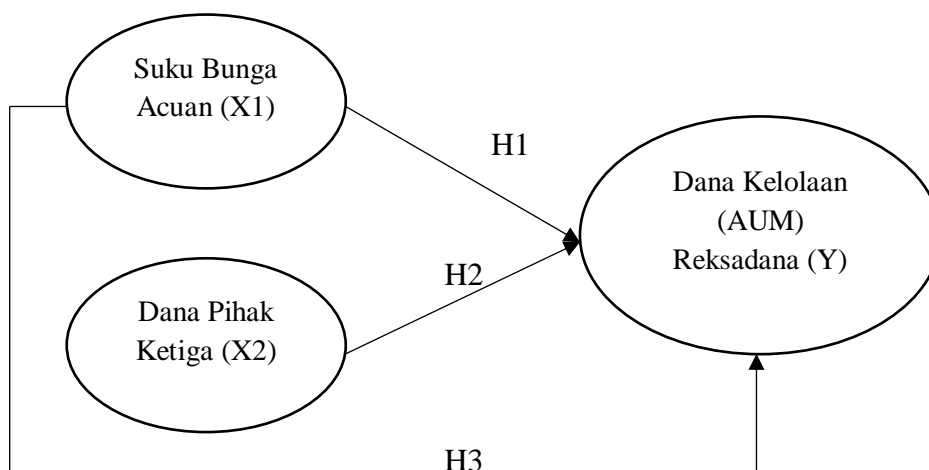 Suku Bunga
Acuan (X1)
H1
Dana Kelolaan
(AUM)
Reksadana (Y)
H2
Dana Pihak
Ketiga (X2)
H3